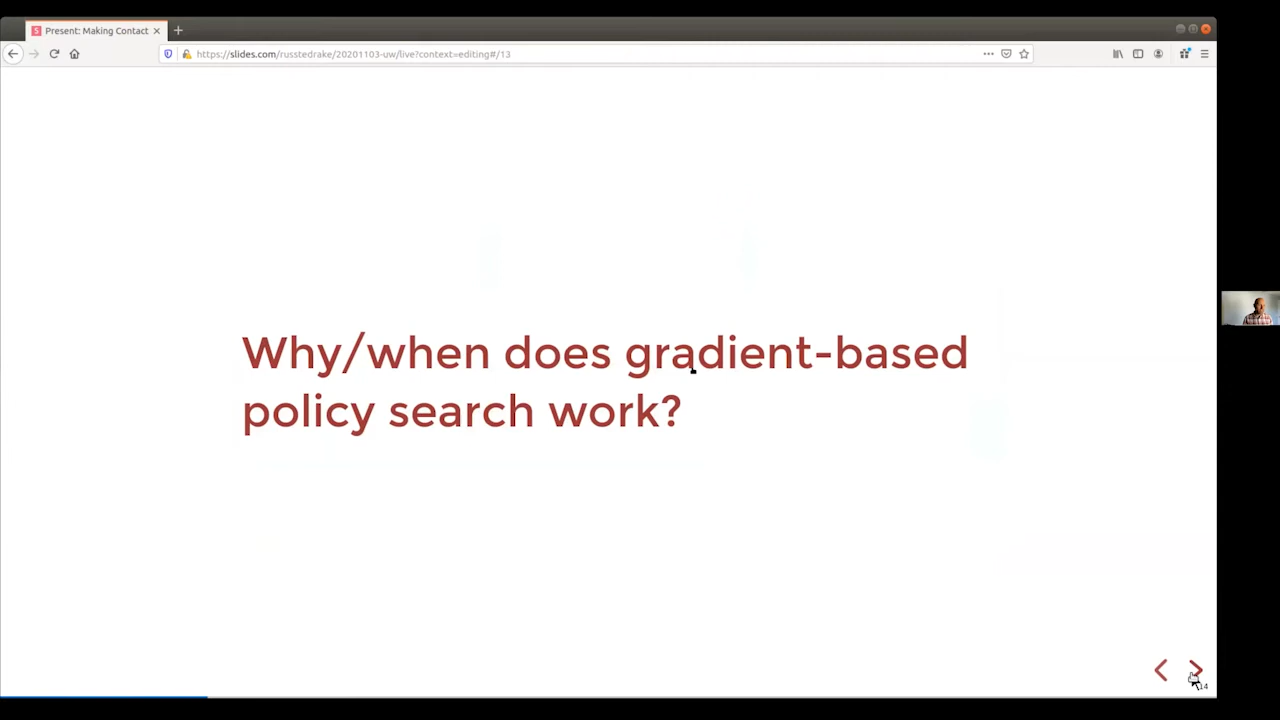 Present: Making Contact
https://slides.com/russtedrake/20201103-uw/live?context=editing#/13
Why/when does gradient-based
policy search work?
14